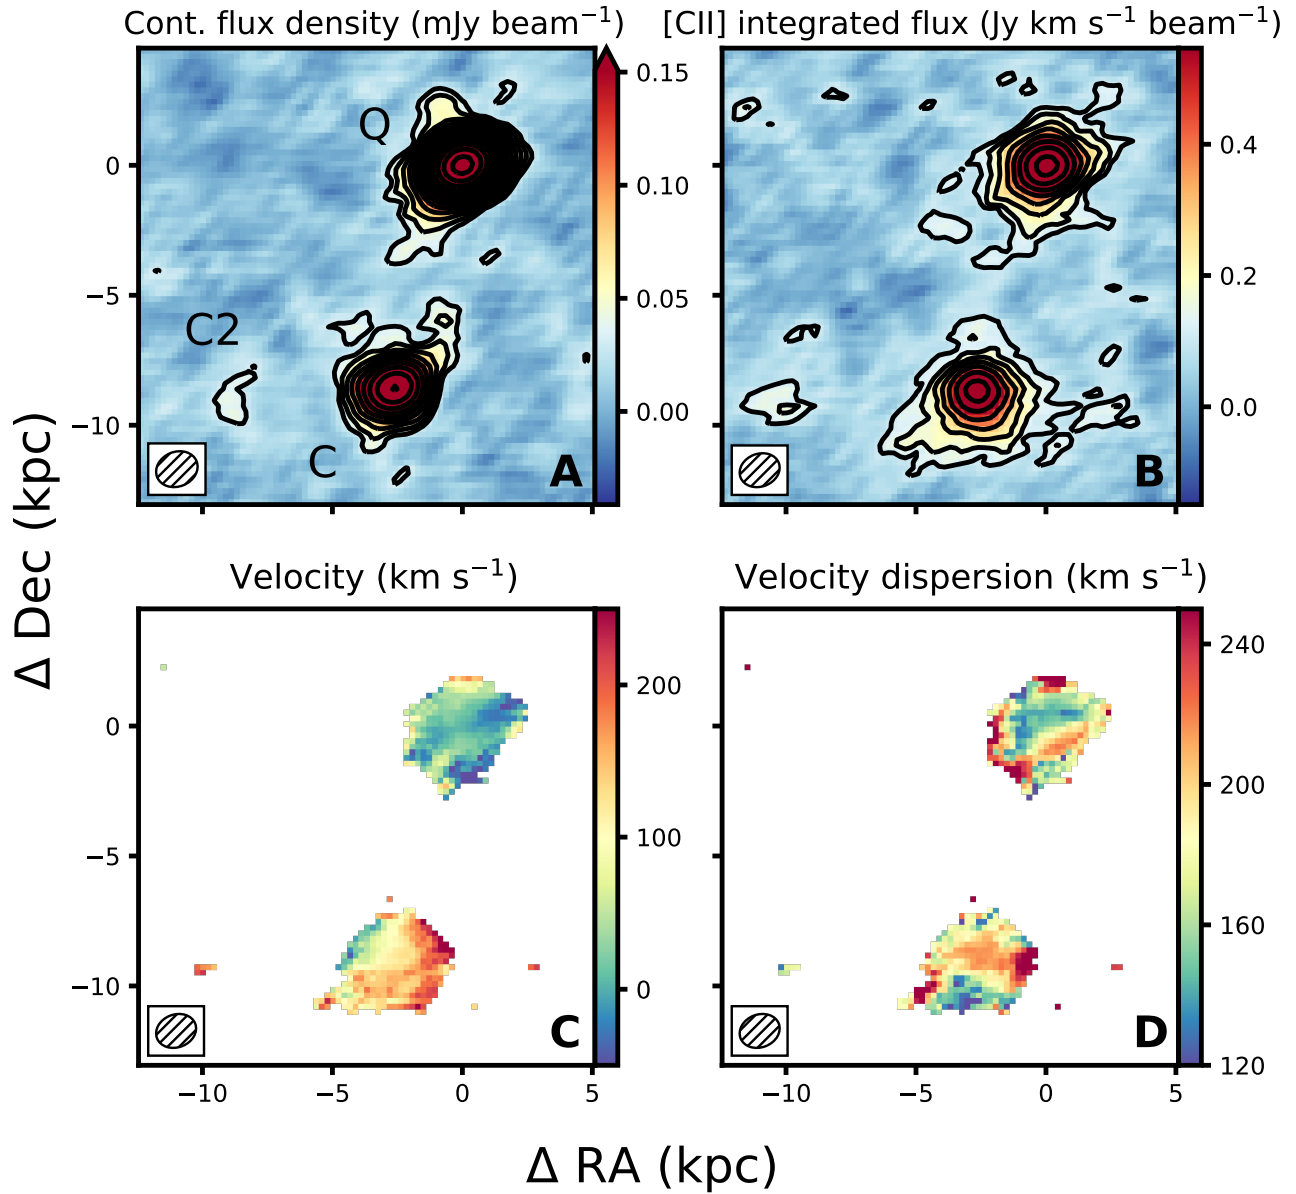 Cont. flux density (mJy beam⁻¹)
[CII] integrated flux (Jy km s⁻¹ beam⁻¹)
Q
C2
C
A
B
0
−5
−10
0.15
0.10
0.05
0.00
0.4
0.2
0.0
Δ Dec (kpc)
Velocity (km s⁻¹)
Velocity dispersion (km s⁻¹)
C
D
0
−5
−10
200
100
0
240
200
160
120
−10
−5
0
5
−10
−5
0
5
Δ RA (kpc)